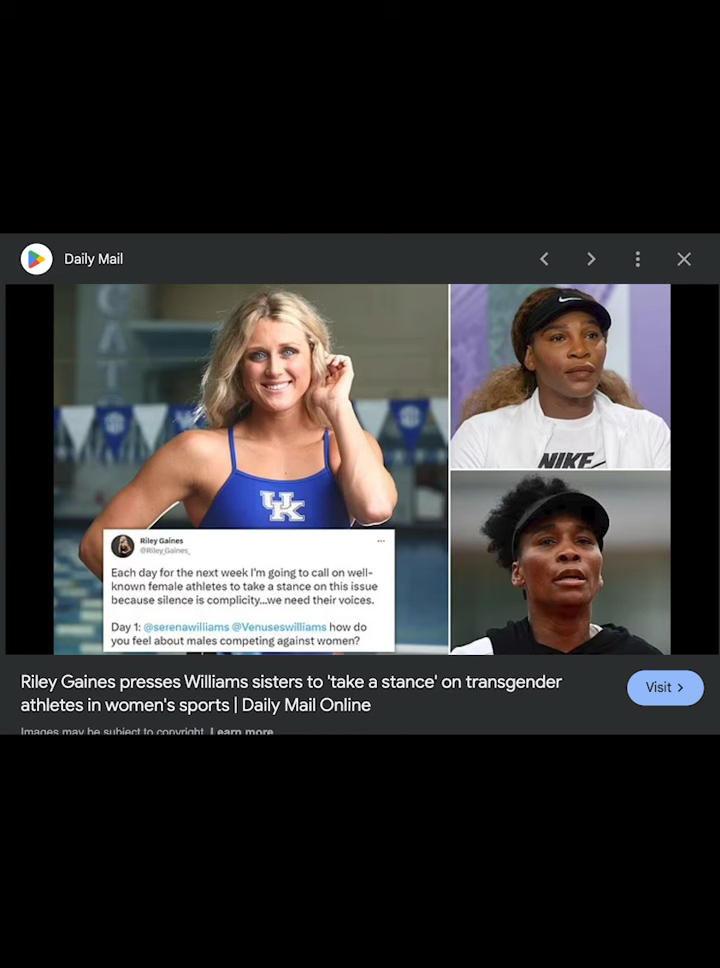 Daily Mail
CAT
UK
NIKE
Riley Gaines
@Riley_Gaines_
Each day for the next week I'm going to call on well-
known female athletes to take a stance on this issue
because silence is complicity...we need their voices.
Day 1: @serenawilliams @Venuseswilliams how do
you feel about males competing against women?
Riley Gaines presses Williams sisters to 'take a stance' on transgender
athletes in women's sports | Daily Mail Online
Visit >
Images may be subject to copyright. Learn more